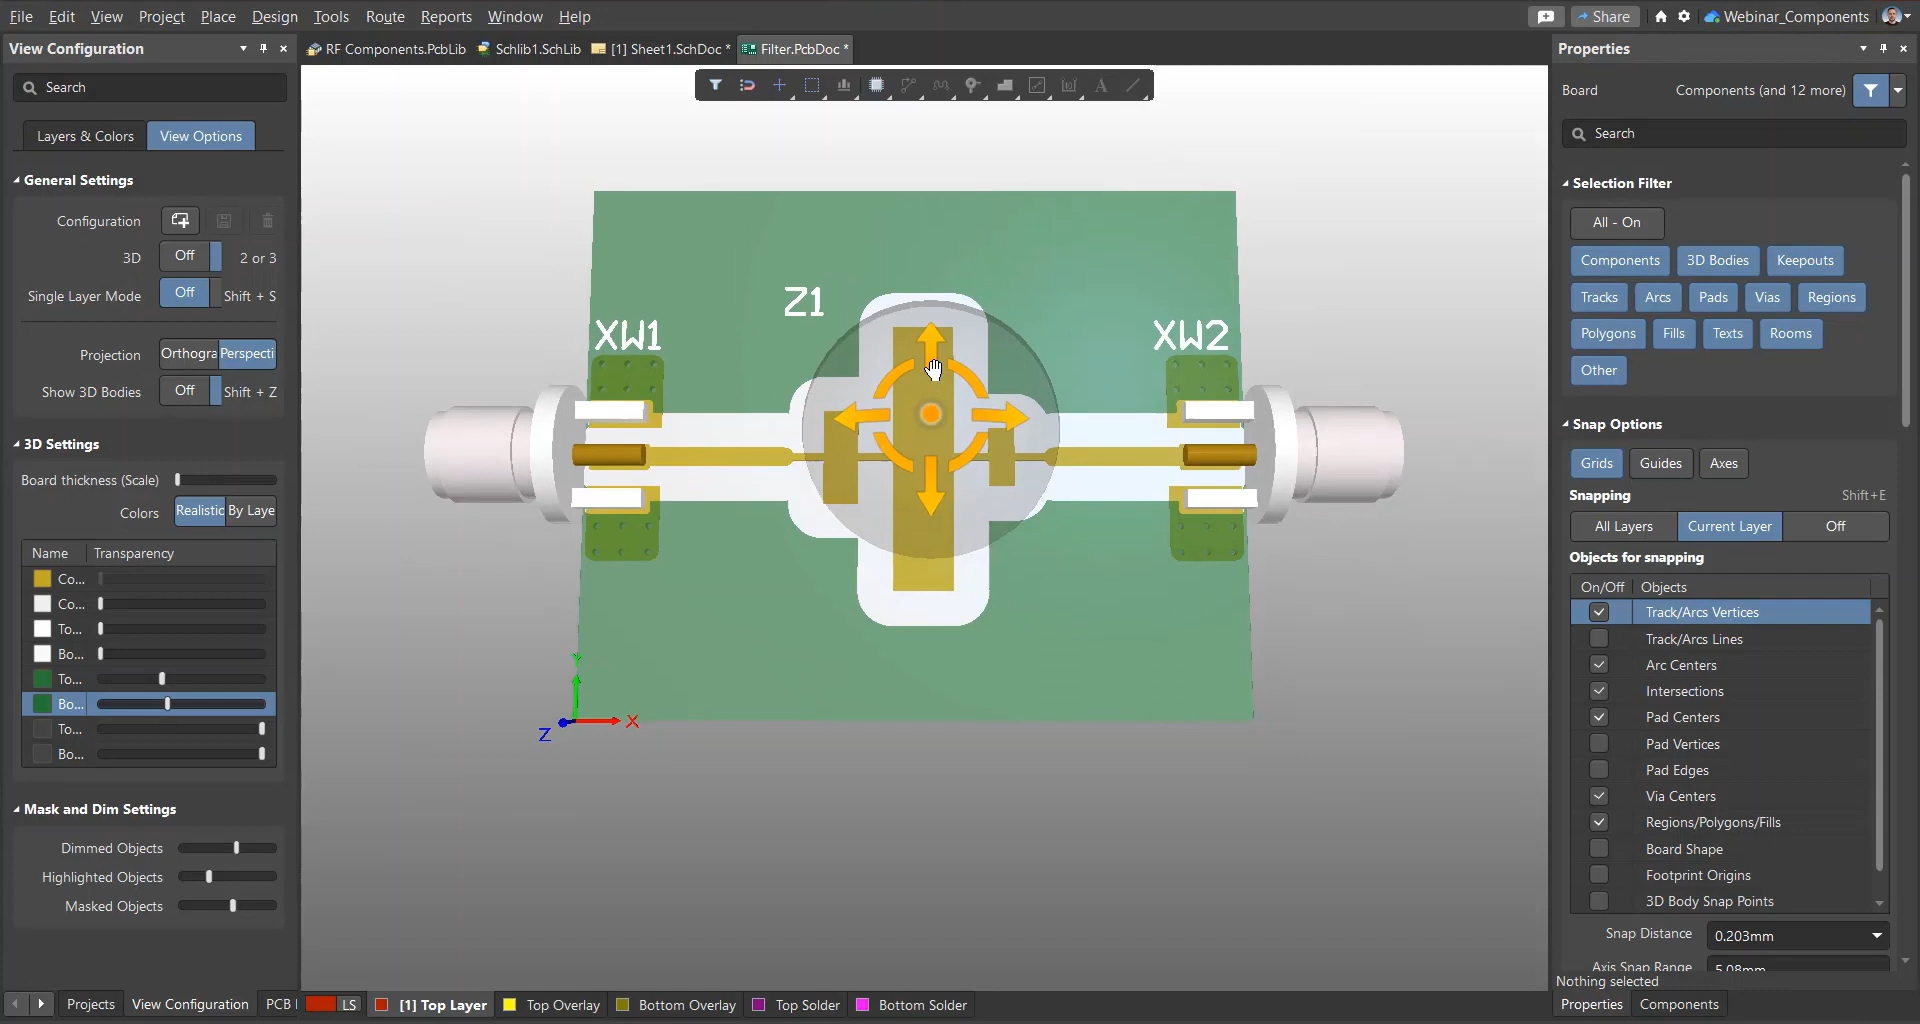 File Edit View Project Place Design Tools Route Reports Window Help
Share Webinar_Components
View Configuration
RF Components.PcbLib Schlib1.SchLib [1] Sheet1.SchDoc * Filter.PcbDoc *
Properties
Search
Board Components (and 12 more)
Search
Layers & Colors View Options
General Settings
Configuration
3D Off 2 or 3
Single Layer Mode Off Shift + S
Projection Orthogra Perspecti
Show 3D Bodies Off Shift + Z
3D Settings
Board thickness (Scale)
Colors Realistic By Laye
Name Transparency
Co...
Co...
To...
Bo...
To...
Bo...
To...
Bo...
Mask and Dim Settings
Dimmed Objects
Highlighted Objects
Masked Objects
Z1
XW1
XW2
Y
X
Z
Selection Filter
All - On
Components 3D Bodies Keepouts
Tracks Arcs Pads Vias Regions
Polygons Fills Texts Rooms
Other
Snap Options
Grids Guides Axes
Snapping Shift+E
All Layers Current Layer Off
Objects for snapping
On/Off Objects
Track/Arcs Vertices
Track/Arcs Lines
Arc Centers
Intersections
Pad Centers
Pad Vertices
Pad Edges
Via Centers
Regions/Polygons/Fills
Board Shape
Footprint Origins
3D Body Snap Points
Snap Distance 0.203mm
Axis Snap Range 5.08mm
Nothing selected
Projects View Configuration PCB LS [1] Top Layer Top Overlay Bottom Overlay Top Solder Bottom Solder
Properties Components